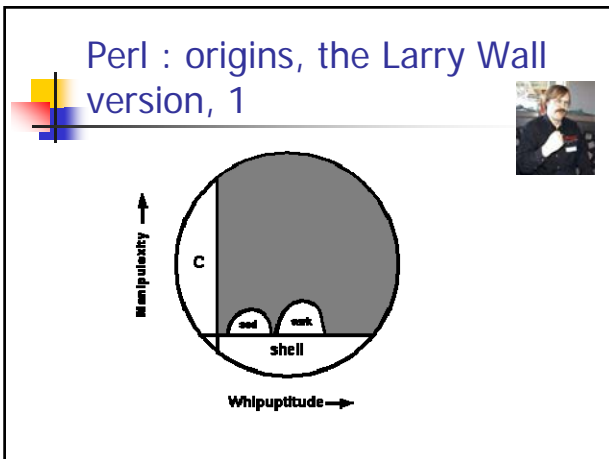 Perl : origins, the Larry Wall
version, 1
Manipulexity
C
sed
awk
shell
Whipuptitude